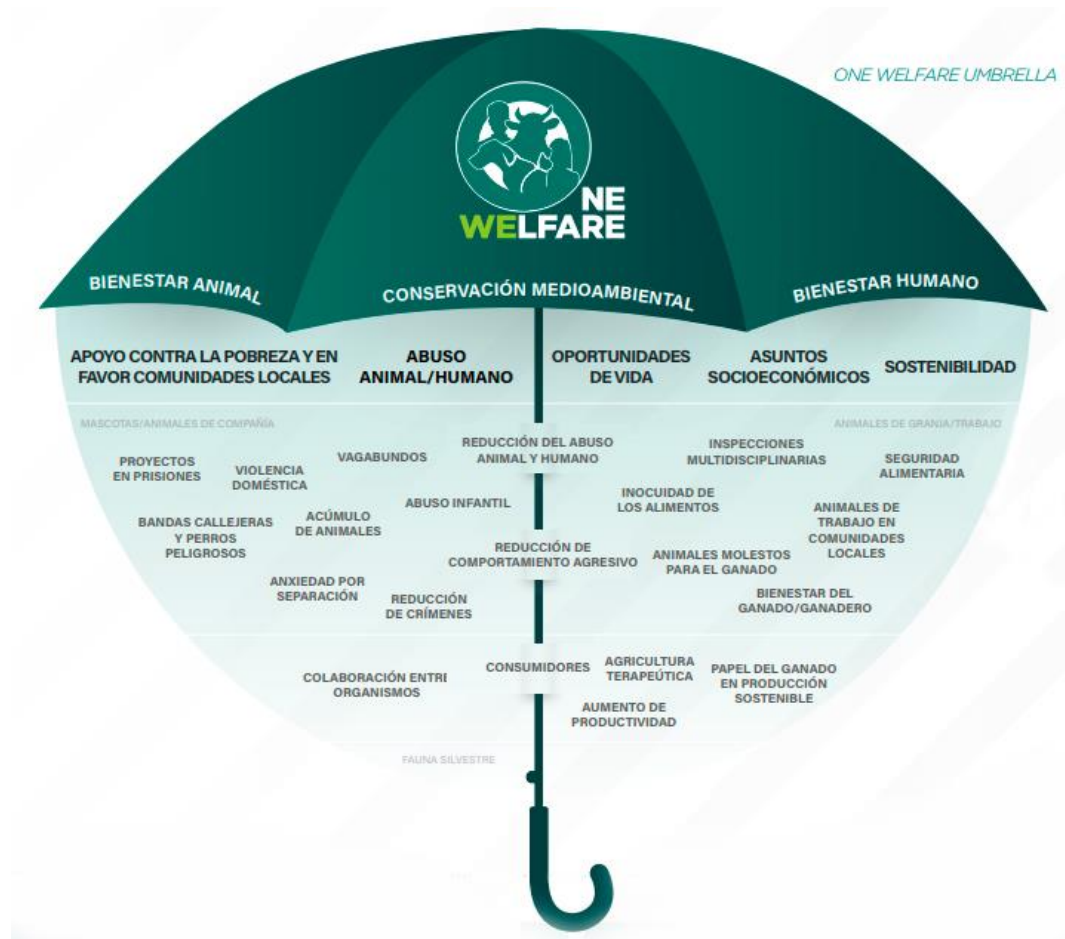 ONE WELFARE UMBRELLA
ONE
WELFARE
BIENESTAR ANIMAL
CONSERVACIÓN MEDIOAMBIENTAL
BIENESTAR HUMANO
APOYO CONTRA LA POBREZA Y EN
FAVOR COMUNIDADES LOCALES
ABUSO
ANIMAL/HUMANO
OPORTUNIDADES
DE VIDA
ASUNTOS
SOCIOECONÓMICOS
SOSTENIBILIDAD
MASCOTAS/ANIMALES DE COMPAÑÍA
ANIMALES DE GRANJA/TRABAJO
PROYECTOS
EN PRISIONES
VIOLENCIA
DOMÉSTICA
VAGABUNDOS
REDUCCIÓN DEL ABUSO
ANIMAL Y HUMANO
INSPECCIONES
MULTIDISCIPLINARIAS
SEGURIDAD
ALIMENTARIA
BANDAS CALLEJERAS
Y PERROS
PELIGROSOS
ACÚMULO
DE ANIMALES
ABUSO INFANTIL
INOCUIDAD DE
LOS ALIMENTOS
ANIMALES DE
TRABAJO EN
COMUNIDADES
LOCALES
REDUCCIÓN DE
COMPORTAMIENTO AGRESIVO
ANIMALES MOLESTOS
PARA EL GANADO
ANXIEDAD POR
SEPARACIÓN
REDUCCIÓN
DE CRÍMENES
BIENESTAR DEL
GANADO/GANADERO
COLABORACIÓN ENTRE
ORGANISMOS
CONSUMIDORES
AGRICULTURA
TERAPEÚTICA
PAPEL DEL GANADO
EN PRODUCCIÓN
SOSTENIBLE
AUMENTO DE
PRODUCTIVIDAD
FAUNA SILVESTRE